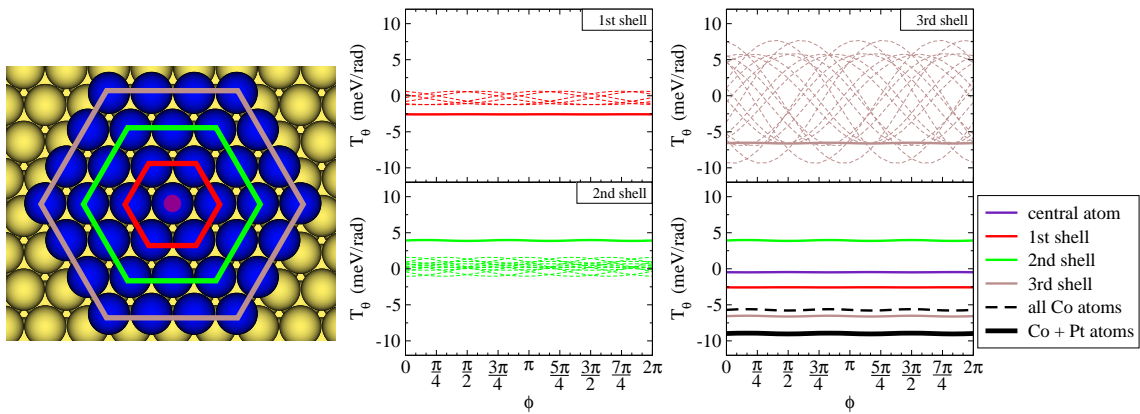 1st shell
10
5
0
-5
-10
T_θ (meV/rad)
3rd shell
10
5
0
-5
-10
T_θ (meV/rad)
2nd shell
10
5
0
-5
-10
T_θ (meV/rad)
0 π/4 π/2 3π/4 π 5π/4 3π/2 7π/4 2π
ϕ
10
5
0
-5
-10
T_θ (meV/rad)
0 π/4 π/2 3π/4 π 5π/4 3π/2 7π/4 2π
ϕ
central atom
1st shell
2nd shell
3rd shell
all Co atoms
Co + Pt atoms